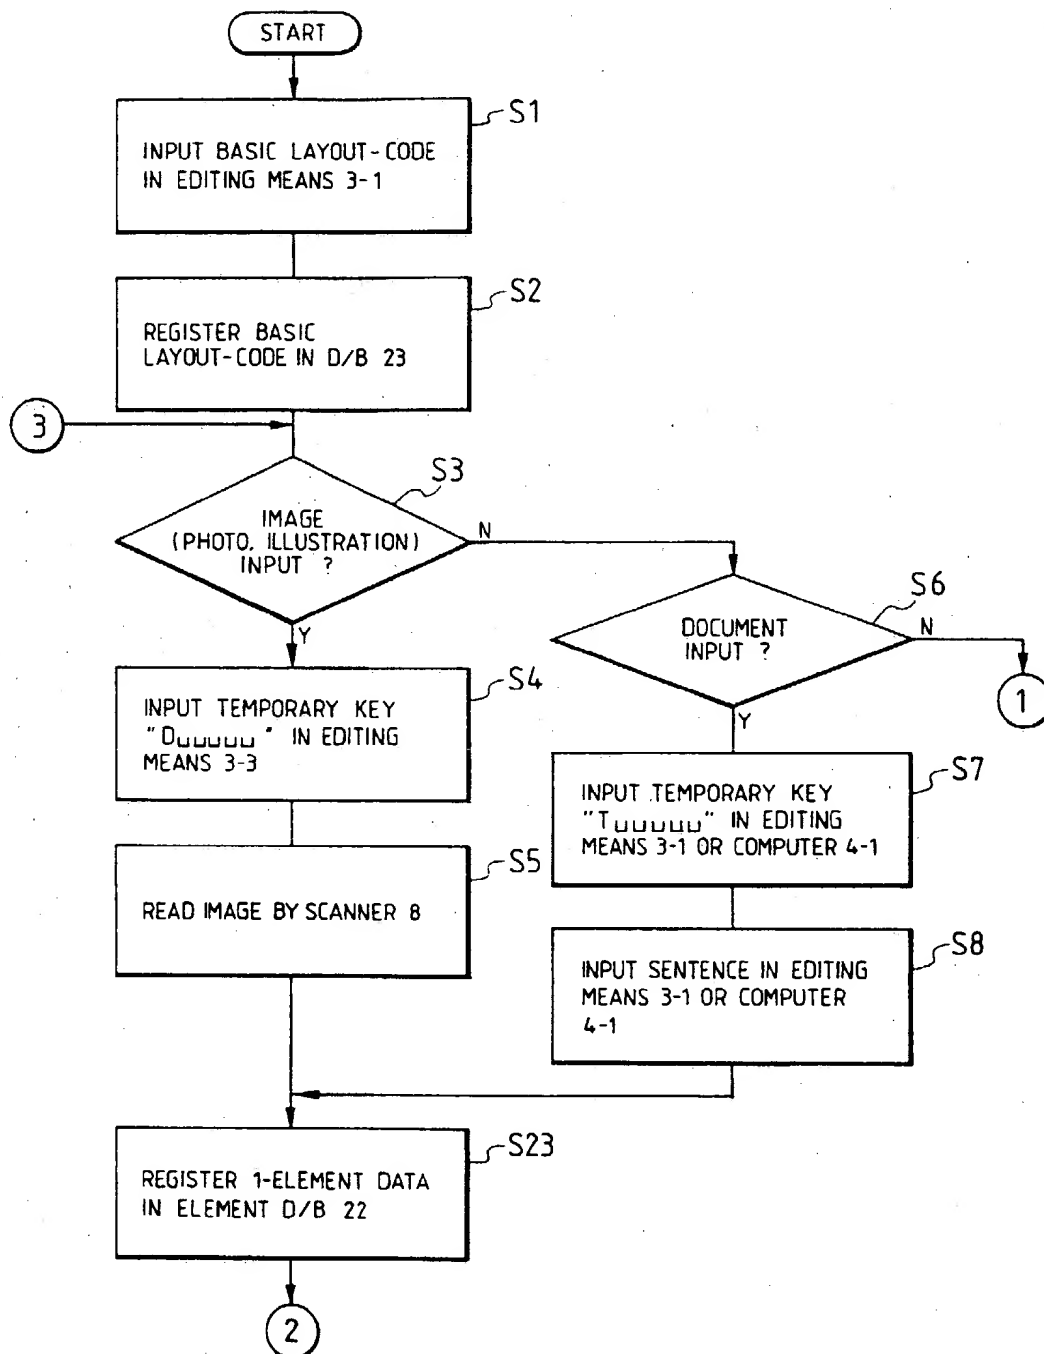 START
S1
INPUT BASIC LAYOUT-CODE
IN EDITING MEANS 3-1
S2
REGISTER BASIC
LAYOUT-CODE IN D/B 23
3
S3
IMAGE
(PHOTO, ILLUSTRATION)
INPUT ?
N
Y
S6
DOCUMENT
INPUT ?
N
Y
1
S4
INPUT TEMPORARY KEY
"D␣␣␣␣␣" IN EDITING
MEANS 3-3
S7
INPUT TEMPORARY KEY
"T␣␣␣␣␣" IN EDITING
MEANS 3-1 OR COMPUTER 4-1
S5
READ IMAGE BY SCANNER 8
S8
INPUT SENTENCE IN EDITING
MEANS 3-1 OR COMPUTER
4-1
S23
REGISTER 1-ELEMENT DATA
IN ELEMENT D/B 22
2